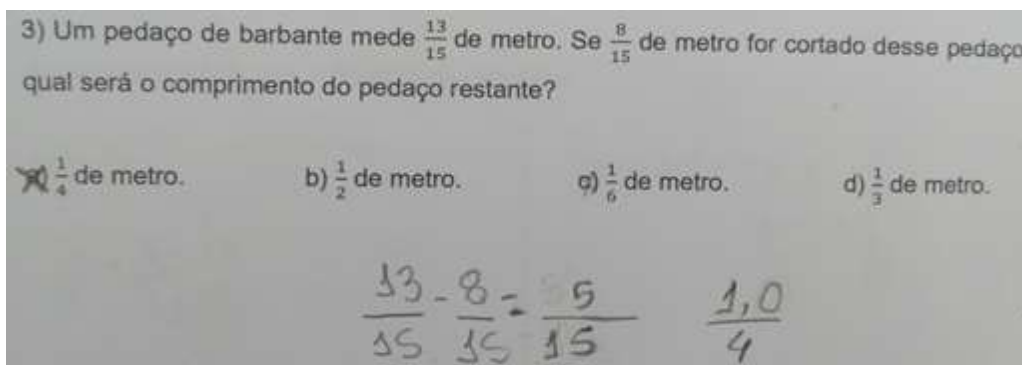 3) Um pedaço de barbante mede 13/15 de metro. Se 8/15 de metro for cortado desse pedaço
qual será o comprimento do pedaço restante?
a) 1/4 de metro. b) 1/2 de metro. c) 1/6 de metro. d) 1/3 de metro.
13/15 - 8/15 = 5/15 1,0/4